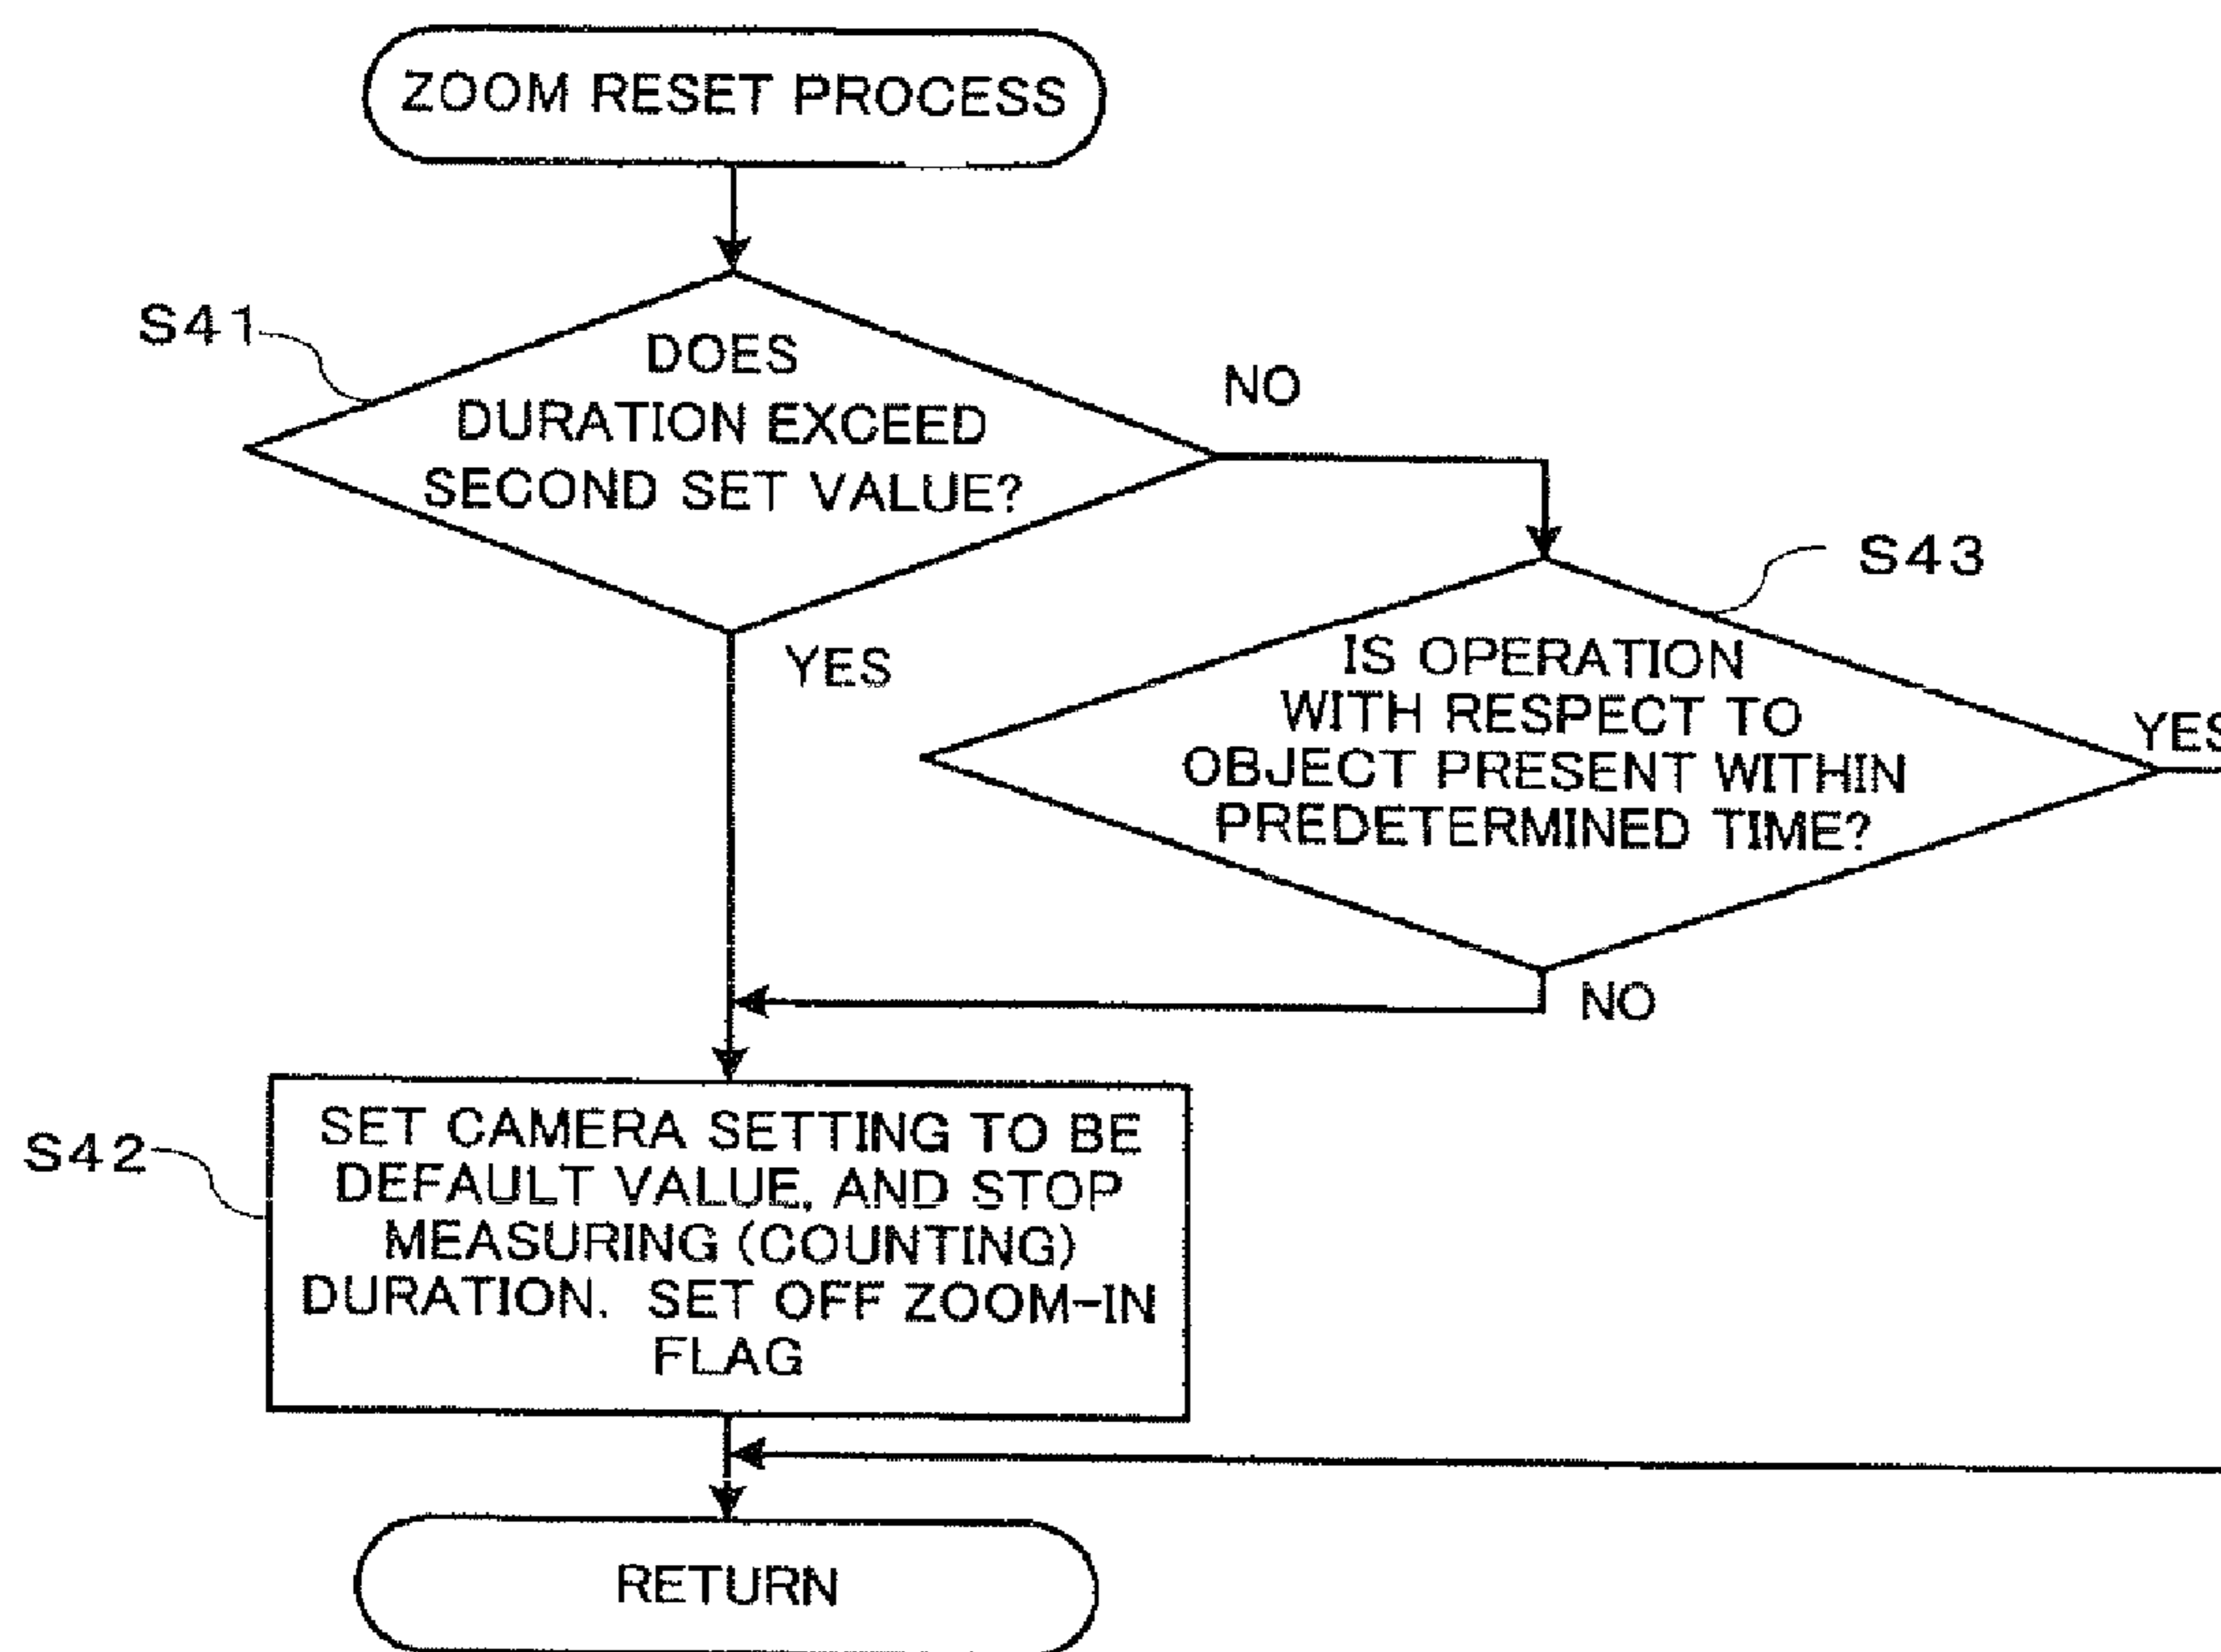 ZOOM RESET PROCESS
S41
DOES
DURATION EXCEED
SECOND SET VALUE?
NO
YES
S43
IS OPERATION
WITH RESPECT TO
OBJECT PRESENT WITHIN
PREDETERMINED TIME?
YES
NO
S42
SET CAMERA SETTING TO BE
DEFAULT VALUE, AND STOP
MEASURING (COUNTING)
DURATION. SET OFF ZOOM-IN
FLAG
RETURN